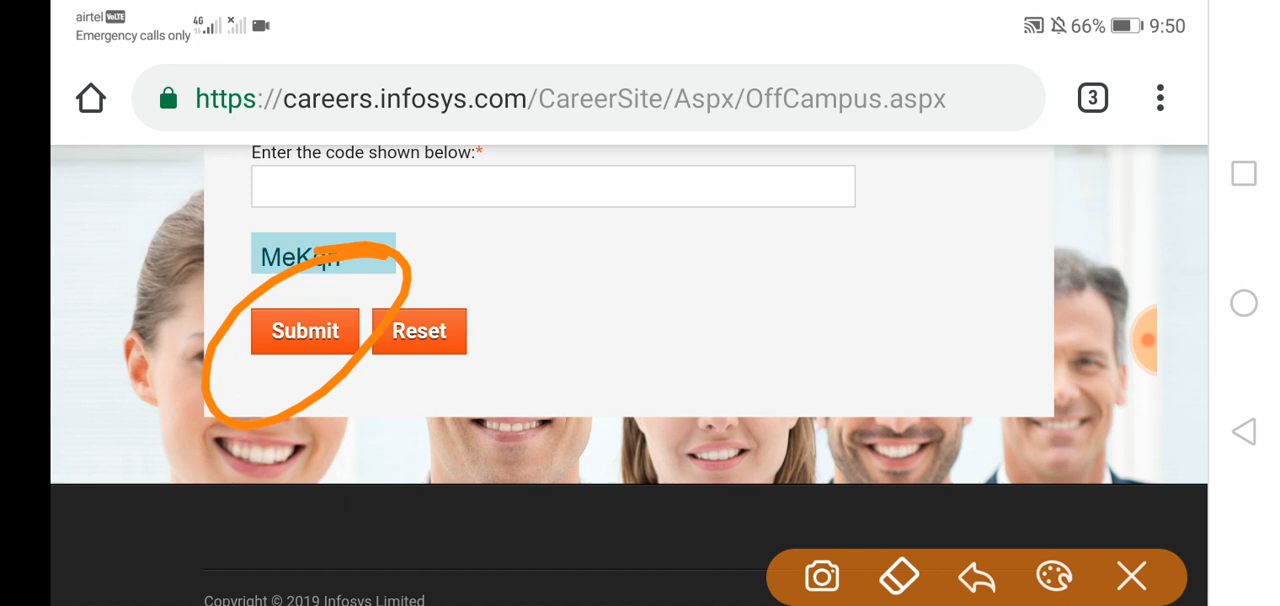 airtel VoLTE 4G 66% 9:50
Emergency calls only
https://careers.infosys.com/CareerSite/Aspx/OffCampus.aspx 3
Enter the code shown below:*
Submit Reset
Copyright © 2019 Infosys Limited